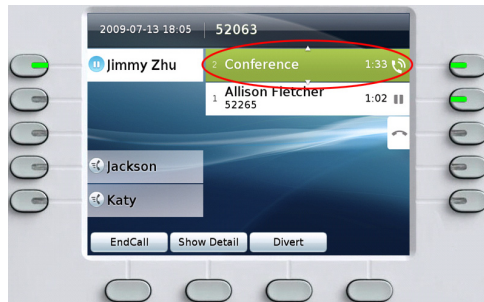 2009-07-13 18:05 52063
Jimmy Zhu
2 Conference 1:33
1 Allison Fletcher 1:02
52265
Jackson
Katy
EndCall Show Detail Divert